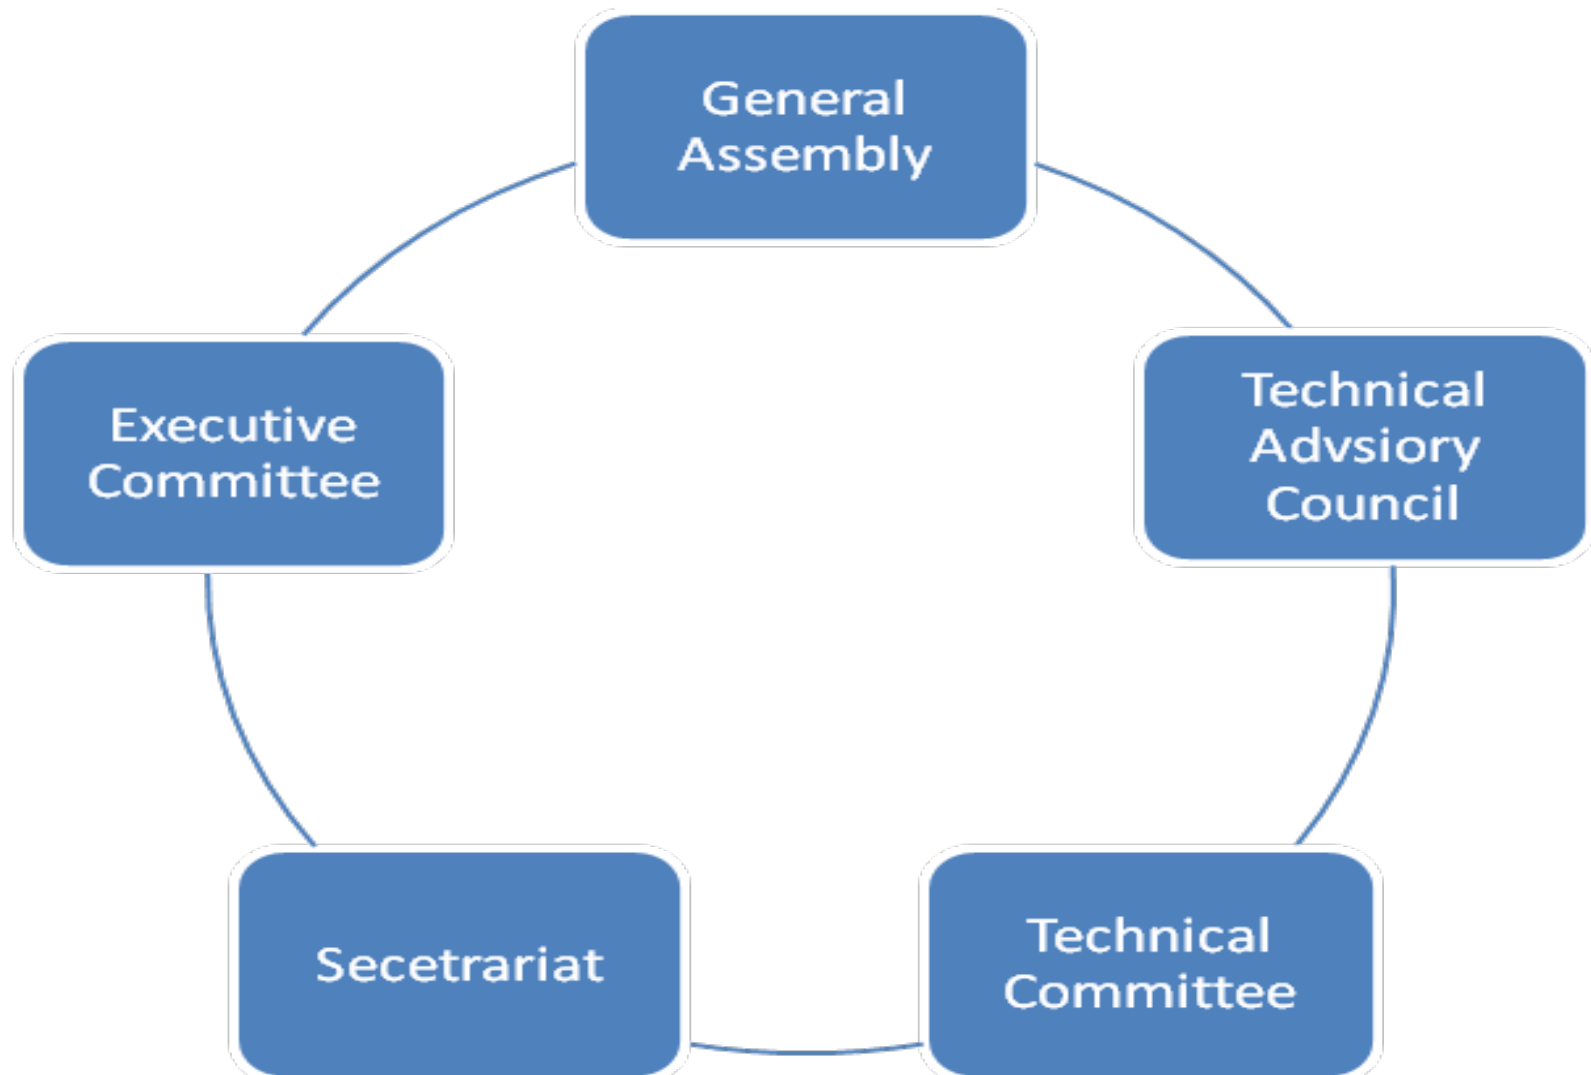 General
Assembly
Executive
Committee
Technical
Advsiory
Council
Secetrariat
Technical
Committee